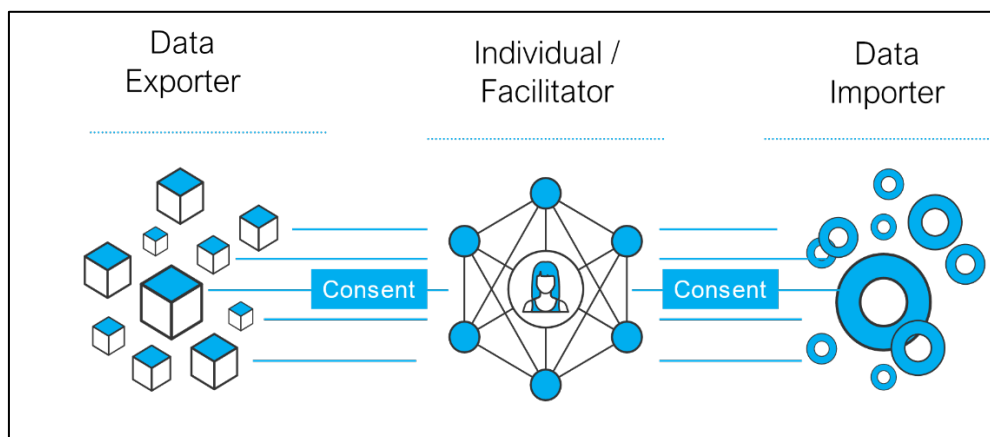 Data
Exporter
Individual /
Facilitator
Data
Importer
Consent
Consent